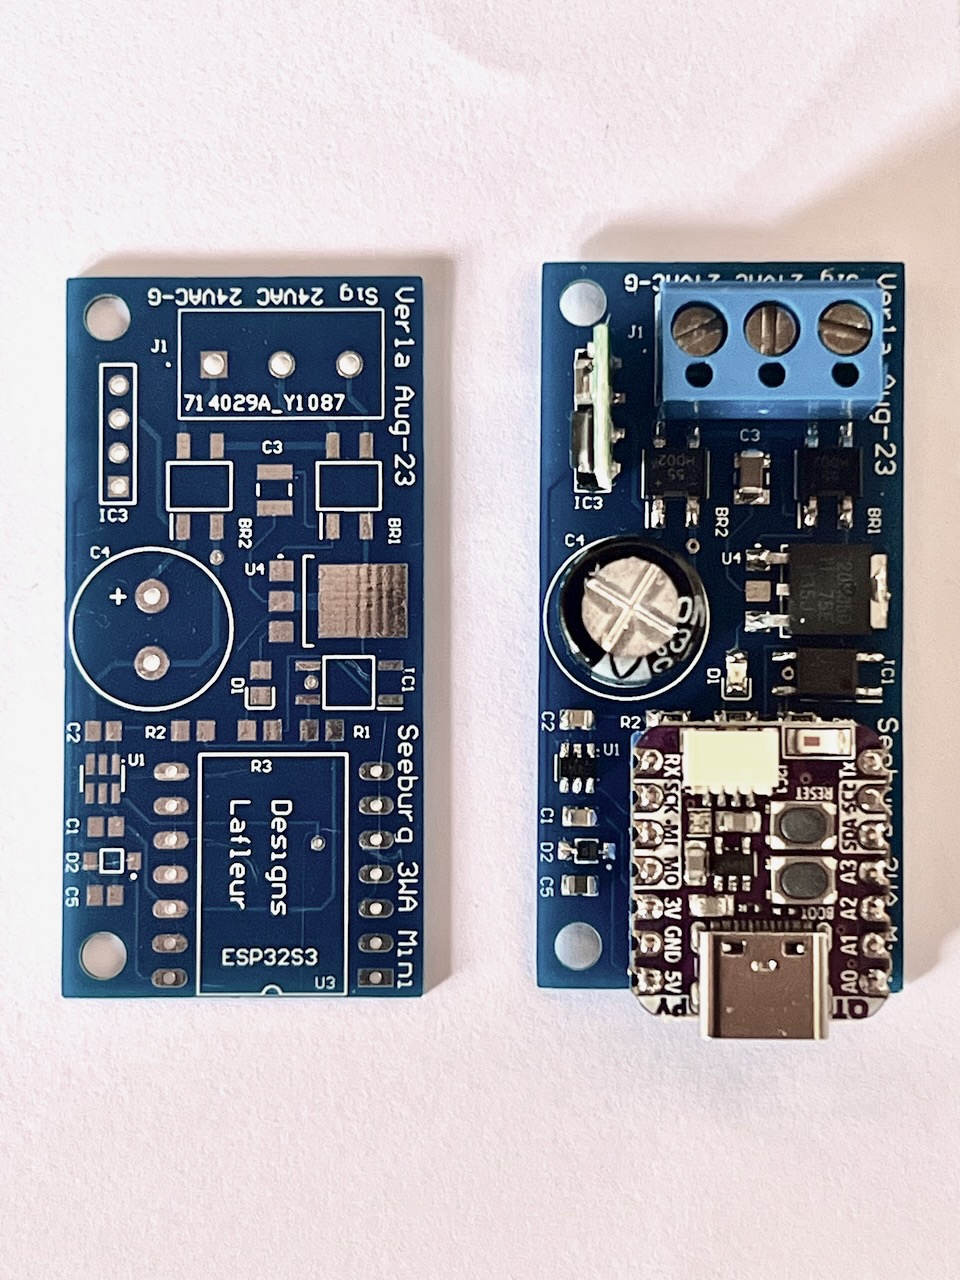 Sig 24VAC 24VAC-G
Ver1a Aug-23
J1
714029A_Y1087
C3
IC3
BR2
BR1
C4
U4
+
D1
IC1
C2
R2
R1
Seeburg 3WA Mini
U1
R3
Designs
Lafleur
C1
D2
C5
ESP32S3
U3
J1
C3
IC3
BR2
BR1
C4
U4
D1
IC1
C2
R2
U1
C1
D2
C5
RX
SCK
MI
MO
3V
GND
5V
RESET
BOOT
TX
SCL
SDA
A3
A2
A1
A0
PY
QT